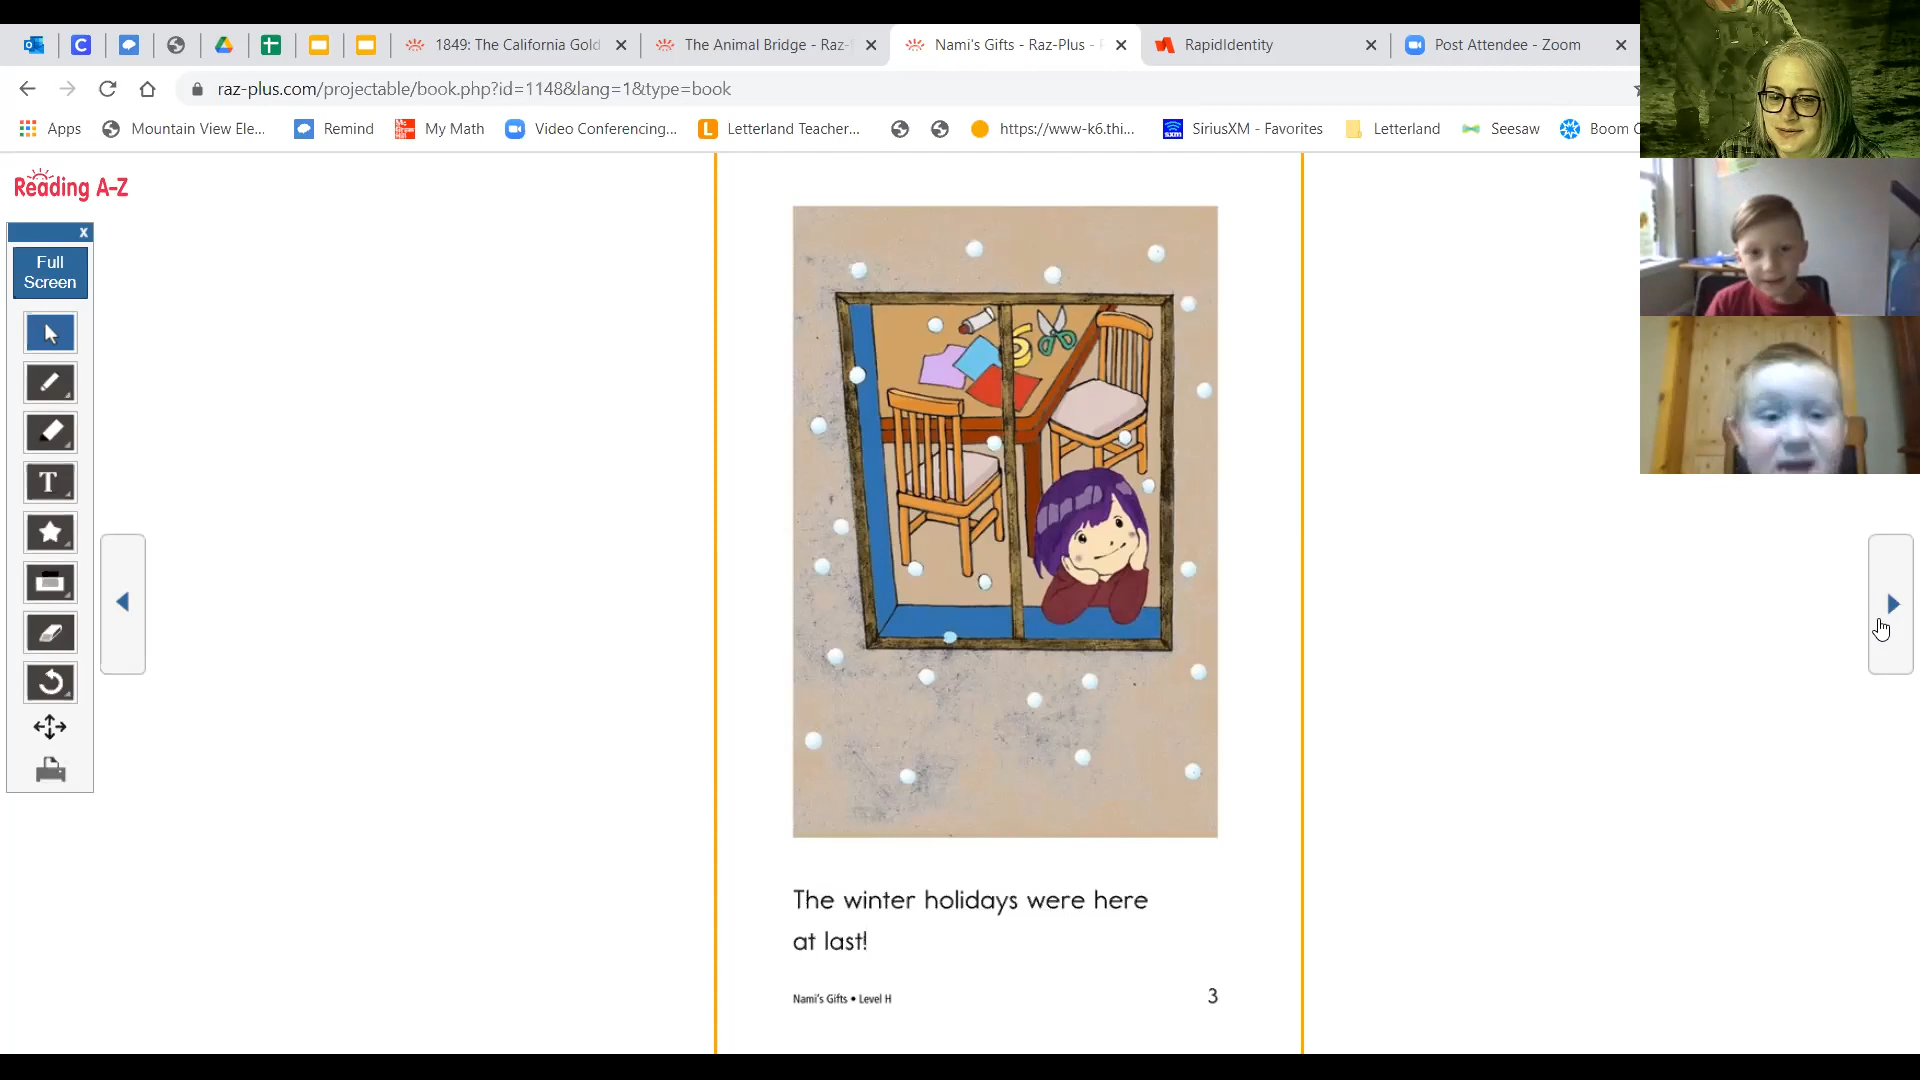 1849: The California Gold
The Animal Bridge - Raz-
Nami's Gifts - Raz-Plus -
RapidIdentity
Post Attendee - Zoom
raz-plus.com/projectable/book.php?id=1148&lang=1&type=book
Apps
Mountain View Ele...
Remind
My Math
Video Conferencing...
Letterland Teacher...
https://www-k6.thi...
SiriusXM - Favorites
Letterland
Seesaw
Boom
Reading A-Z
x
Full
Screen
T
The winter holidays were here
at last!
Nami's Gifts • Level H
3